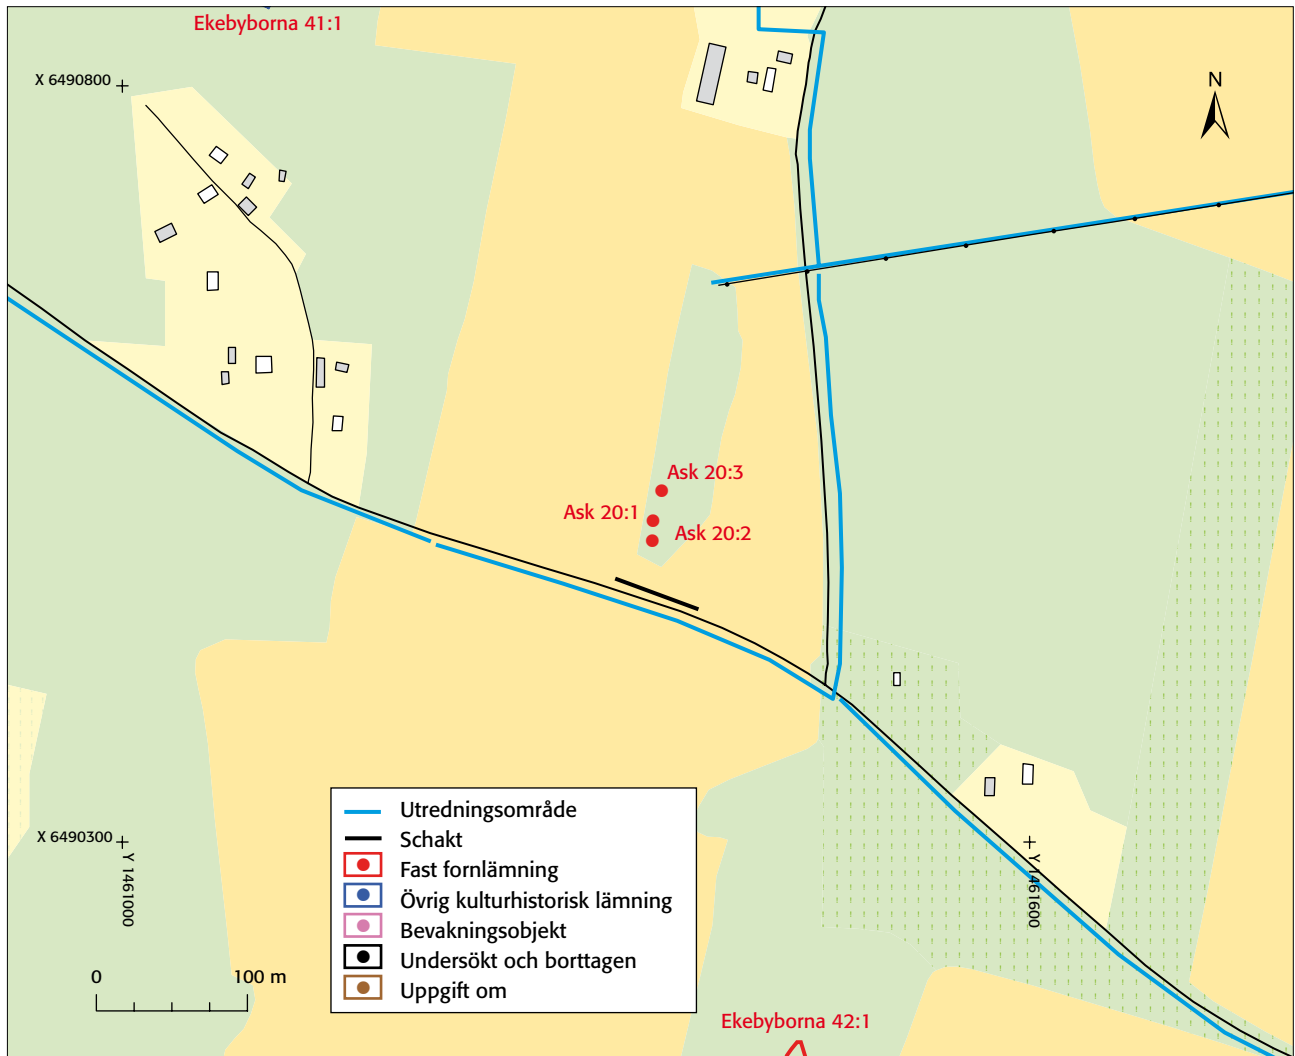 Ekebyborna 41:1
X 6490800
N
Ask 20:3
Ask 20:1
Ask 20:2
Utredningsområde
Schakt
Fast fornlämning
Övrig kulturhistorisk lämning
Bevakningsobjekt
Undersökt och borttagen
Uppgift om
X 6490300
Y 1461000
Y 1461600
0 100 m
Ekebyborna 42:1